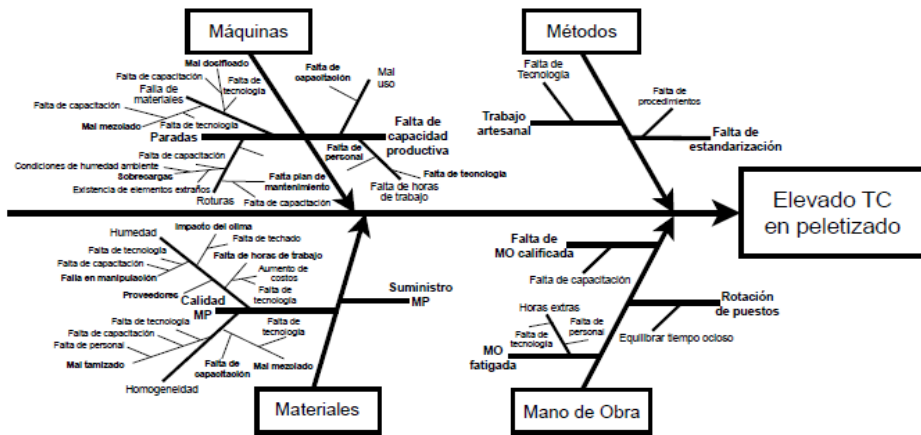 Máquinas
Métodos
Mal docificado
Falta de capacitación
Falta de
tecnología
Falla de
materiales
Falta de capacitación
Mal mezolado
Falta de tecnología
Paradas
Falta de
capacitación
Mal
uso
Falta de
capacidad
productiva
Falta de capacitación
Condiciones de humedad ambiente
Sobrecargas
Existencia de elementos extraños
Roturas
Falta plan de
mantenimiento
Falta de capacitación
Falta de
personal
Falta de tecnología
Falta de horas
de trabajo
Falta de
Tecnología
Trabajo
artesanal
Falta de
procedimientos
Falta de
estandarización
Elevado TC
en peletizado
Humedad
Impacto del olima
Falta de techado
Falta de tecnología
Falta de capacitación
Falla en manipulación
Falta de horas de trabajo
Aumento de
costos
Falta de
tecnología
Proveedores
Calidad
MP
Suministro
MP
Falta de tecnología
Falta de capacitación
Falta de personal
Mal tamizado
Homogeneidad
Falta de
tecnología
Falta de
capacitación
Mal mezolado
Falta de
MO calificada
Falta de capacitación
Rotación
de puestos
Equilibrar tiempo ocioso
Horas extras
Falta de
tecnología
Falta de
personal
MO
fatigada
Materiales
Mano de Obra